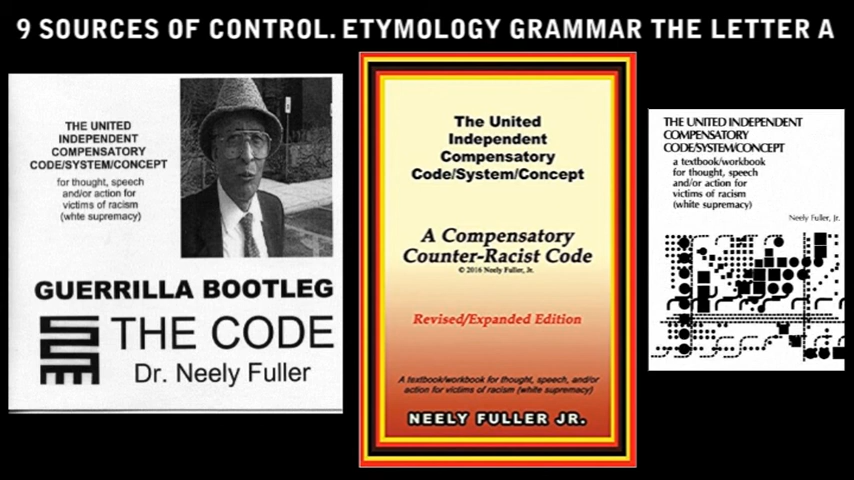 9 SOURCES OF CONTROL. ETYMOLOGY GRAMMAR THE LETTER A
THE UNITED
INDEPENDENT
COMPENSATORY
CODE/SYSTEM/CONCEPT
for thought, speech
and/or action for
victims of racism
(white supremacy)
GUERRILLA BOOTLEG
THE CODE
Dr. Neely Fuller
The United
Independent
Compensatory
Code/System/Concept
A Compensatory
Counter-Racist Code
© 2016 Neely Fuller, Jr.
Revised/Expanded Edition
A textbook/workbook for thought, speech, and/or
action for victims of racism (white supremacy)
NEELY FULLER JR.
THE UNITED INDEPENDENT
COMPENSATORY
CODE/SYSTEM/CONCEPT
a textbook/workbook
for thought, speech
and/or action for
victims of racism
(white supremacy)
Neely Fuller, Jr.